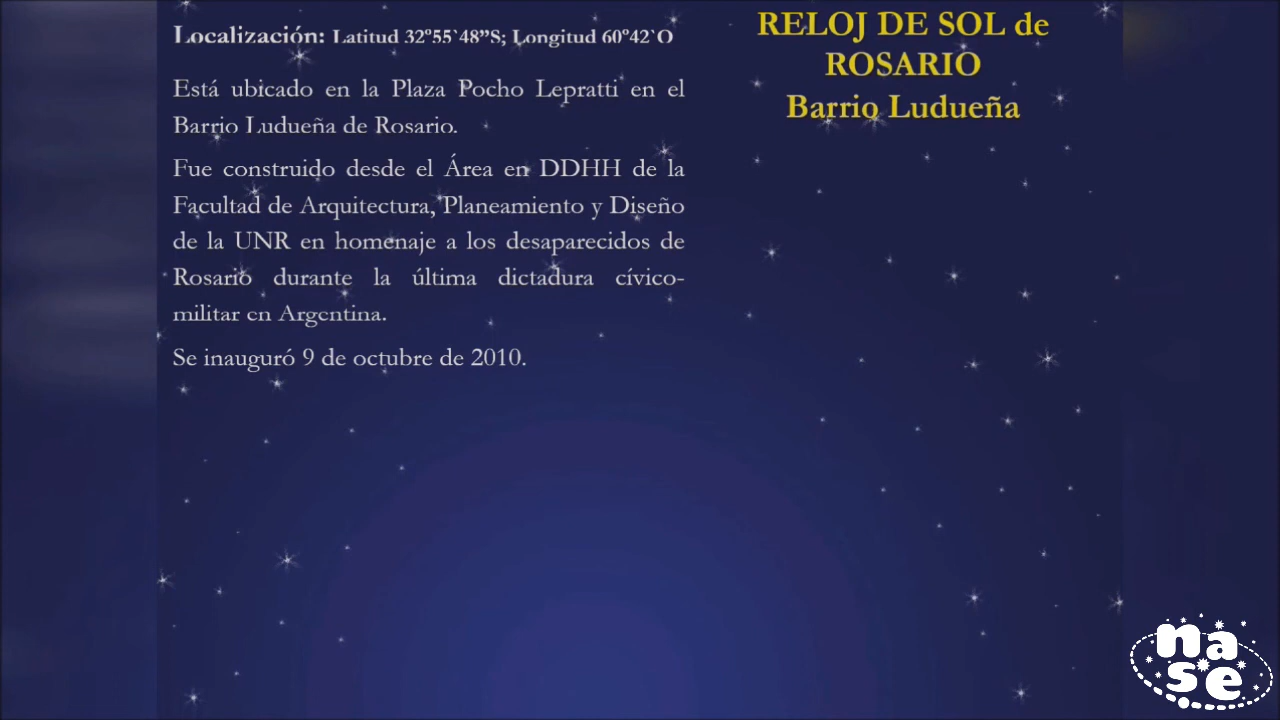 Localización: Latitud 32º55`48”S; Longitud 60º42`O
Está ubicado en la Plaza Pocho Lepratti en el
Barrio Ludueña de Rosario.
Fue construido desde el Área en DDHH de la
Facultad de Arquitectura, Planeamiento y Diseño
de la UNR en homenaje a los desaparecidos de
Rosario durante la última dictadura cívico-
militar en Argentina.
Se inauguró 9 de octubre de 2010.
RELOJ DE SOL de
ROSARIO
Barrio Ludueña
na
se